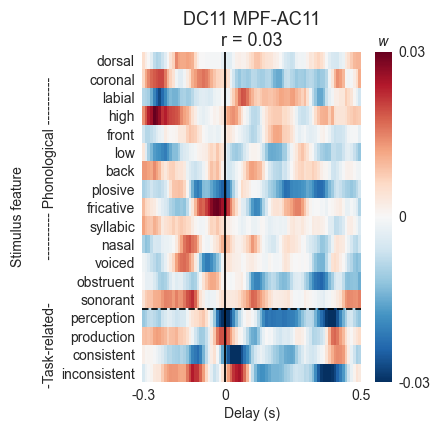 DC11 MPF-AC11
r = 0.03
w
dorsal
coronal
labial
high
front
low
back
plosive
fricative
syllabic
nasal
voiced
obstruent
sonorant
perception
production
consistent
inconsistent
Stimulus feature
-Task-related- ---------- Phonological ----------
-0.3
0
0.5
Delay (s)
0.03
0
-0.03